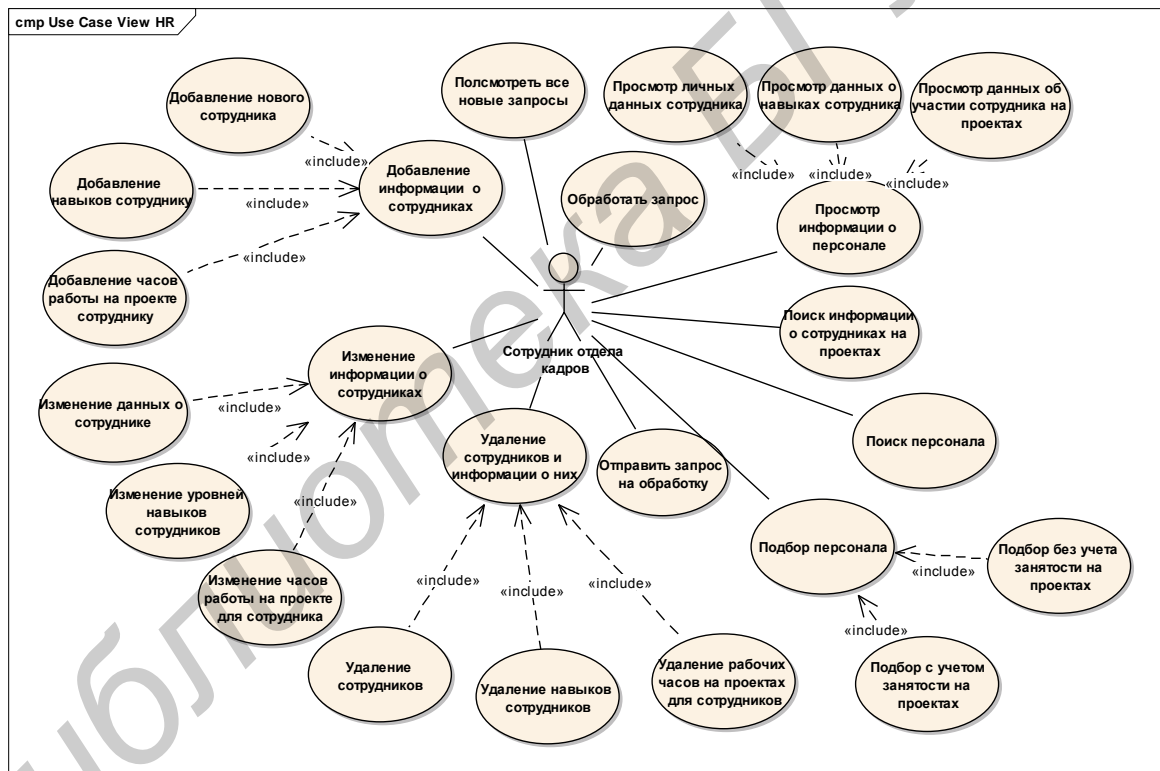 cmp Use Case View HR
Добавление нового
сотрудника
Полсмотреть все
новые запросы
Просмотр личных
данных сотрудника
Просмотр данных о
навыках сотрудника
Просмотр данных об
участии сотрудника на
проектах
«include»
«include»
«include»
«include»
Добавление
навыков сотруднику
«include»
Добавление
информации о
сотрудниках
Обработать запрос
Просмотр
информации о
персонале
«include»
Добавление часов
работы на проекте
сотруднику
Поиск информации
о сотрудниках на
проектах
Сотрудник отдела
кадров
Изменение
информации о
сотрудниках
Изменение данных о
сотруднике
«include»
«include»
Удаление
сотрудников и
информации о них
Отправить запрос
на обработку
Поиск персонала
Изменение уровней
навыков
сотрудников
«include»
Подбор персонала
Подбор без учета
занятости на
проектах
«include»
Изменение часов
работы на проекте
для сотрудника
«include»
«include»
«include»
«include»
Удаление
сотрудников
Удаление навыков
сотрудников
Удаление рабочих
часов на проектах
для сотрудников
Подбор с учетом
занятости на
проектах